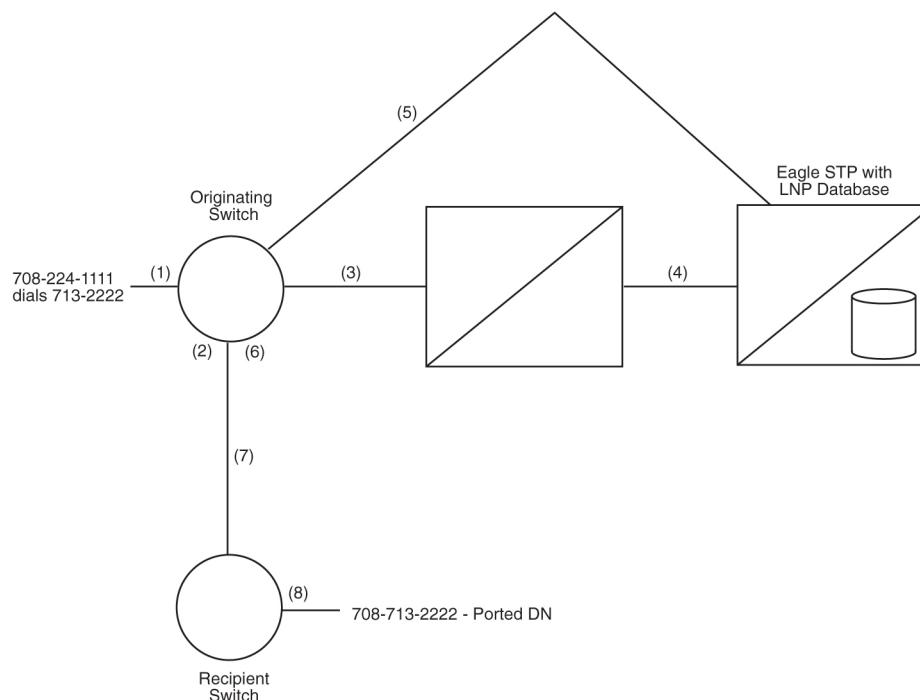 (5)
Eagle STP with
LNP Database
Originating
Switch
708-224-1111
dials 713-2222
(1)
(3)
(4)
(2)
(6)
(7)
(8)
708-713-2222 - Ported DN
Recipient
Switch